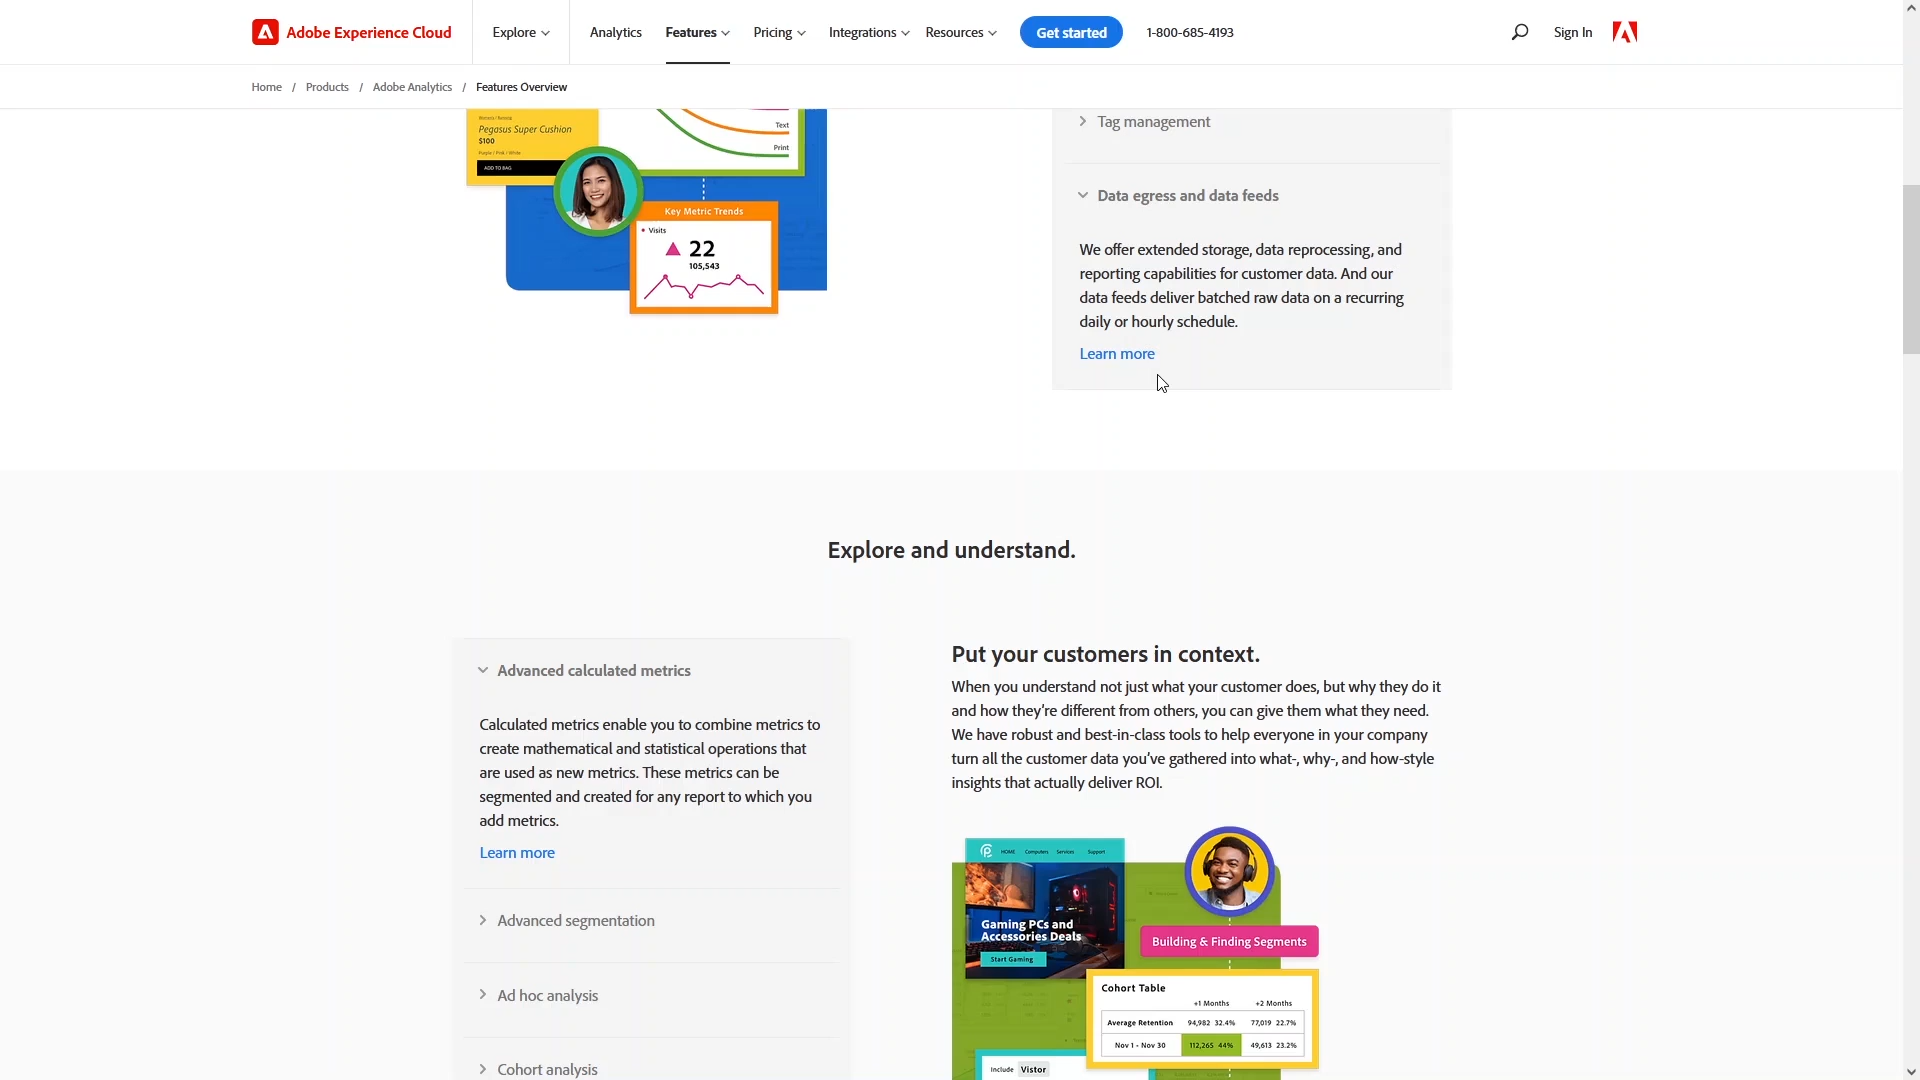 Adobe Experience Cloud
Explore
Analytics
Features
Pricing
Integrations
Resources
Get started
1-800-685-4193
Sign In
Home / Products / Adobe Analytics / Features Overview
Pegasus Super Cushion
$100
Purple / Pink / White
ADD TO BAG
Text
Print
Key Metric Trends
Visits
22
105,543
Tag management
Data egress and data feeds
We offer extended storage, data reprocessing, and
reporting capabilities for customer data. And our
data feeds deliver batched raw data on a recurring
daily or hourly schedule.
Learn more
Explore and understand.
Advanced calculated metrics
Calculated metrics enable you to combine metrics to
create mathematical and statistical operations that
are used as new metrics. These metrics can be
segmented and created for any report to which you
add metrics.
Learn more
Advanced segmentation
Ad hoc analysis
Cohort analysis
Put your customers in context.
When you understand not just what your customer does, but why they do it
and how they’re different from others, you can give them what they need.
We have robust and best-in-class tools to help everyone in your company
turn all the customer data you’ve gathered into what-, why-, and how-style
insights that actually deliver ROI.
HOME Computers Services Support
Gaming PCs and
Accessories Deals
Start Gaming
Building & Finding Segments
Cohort Table
+1 Months +2 Months
Average Retention 94,982 32.4% 77,019 22.7%
Nov 1 - Nov 30 112,265 44% 49,613 23.2%
Include Vistor